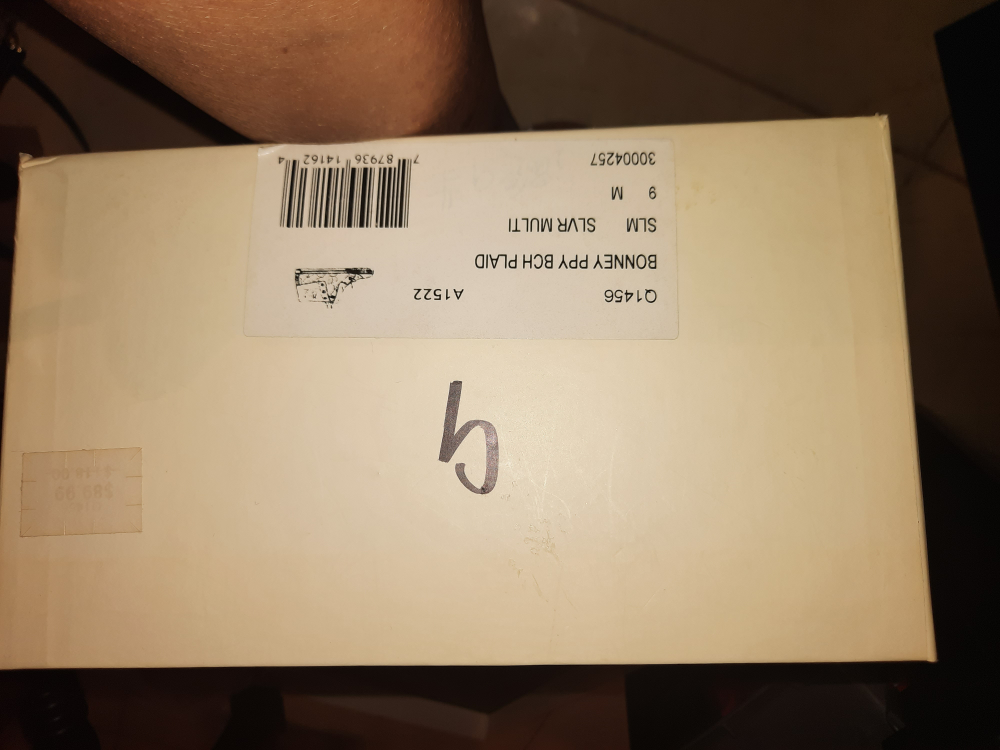 Q1456 A1522
BONNEY PPY BCH PLAID
SLM SLVR MULTI
9 M
30004257
7 87936 14162 4
9